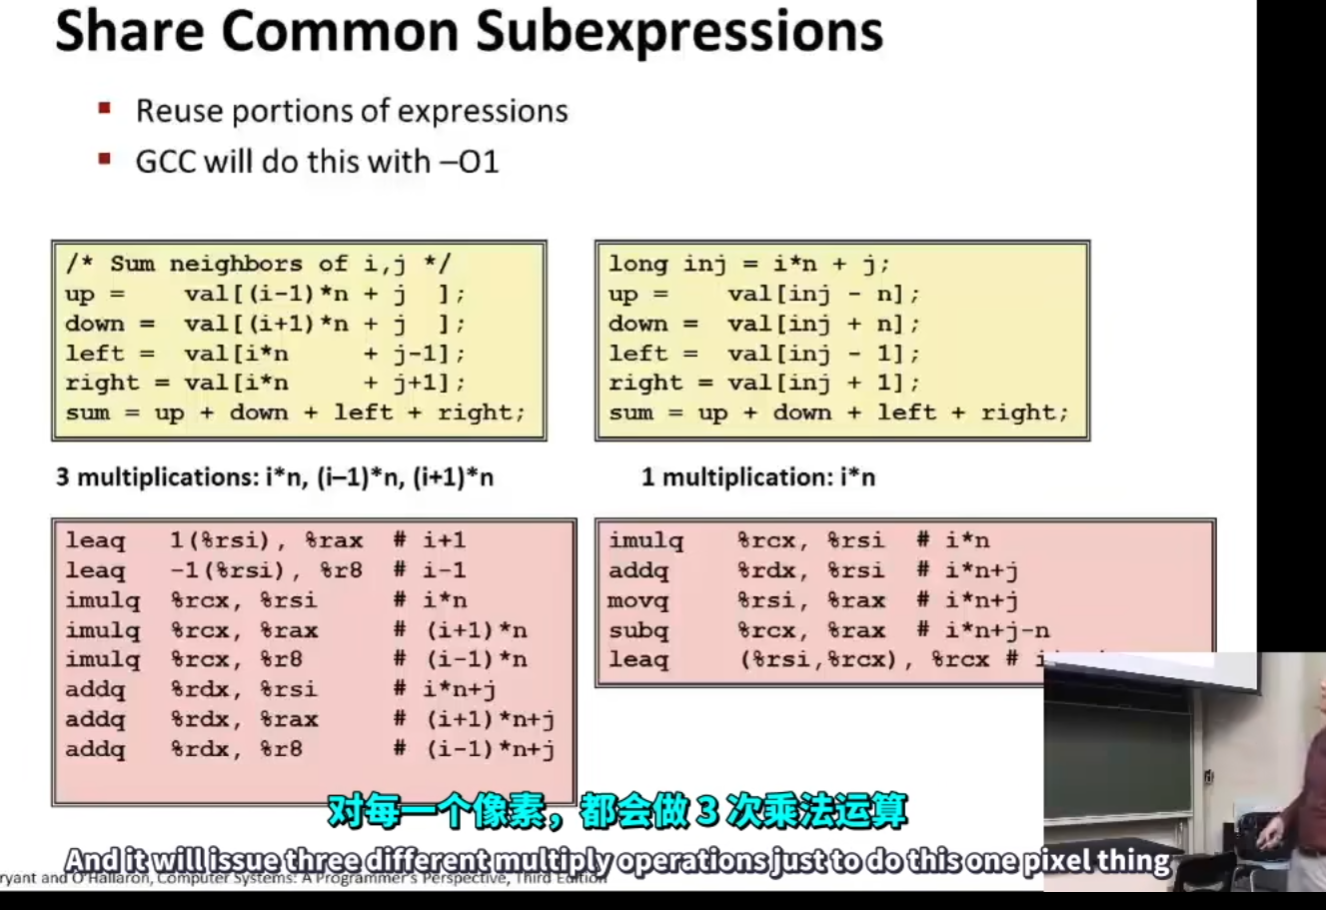 Share Common Subexpressions
▪ Reuse portions of expressions
▪ GCC will do this with –O1
/* Sum neighbors of i,j */
up =    val[(i-1)*n + j  ];
down =  val[(i+1)*n + j  ];
left =  val[i*n     + j-1];
right = val[i*n     + j+1];
sum = up + down + left + right;
3 multiplications: i*n, (i–1)*n, (i+1)*n
leaq   1(%rsi), %rax  # i+1
leaq   -1(%rsi), %r8  # i-1
imulq  %rcx, %rsi     # i*n
imulq  %rcx, %rax     # (i+1)*n
imulq  %rcx, %r8      # (i-1)*n
addq   %rdx, %rsi     # i*n+j
addq   %rdx, %rax     # (i+1)*n+j
addq   %rdx, %r8      # (i-1)*n+j
long inj = i*n + j;
up =    val[inj - n];
down =  val[inj + n];
left =  val[inj - 1];
right = val[inj + 1];
sum = up + down + left + right;
1 multiplication: i*n
imulq   %rcx, %rsi  # i*n
addq    %rdx, %rsi  # i*n+j
movq    %rsi, %rax  # i*n+j
subq    %rcx, %rax  # i*n+j-n
leaq    (%rsi,%rcx), %rcx #
对每一个像素，都会做 3 次乘法运算
And it will issue three different multiply operations just to do this one pixel thing
and O'Hallaron, Computer Systems: A Programmer's Perspective, Third Edition